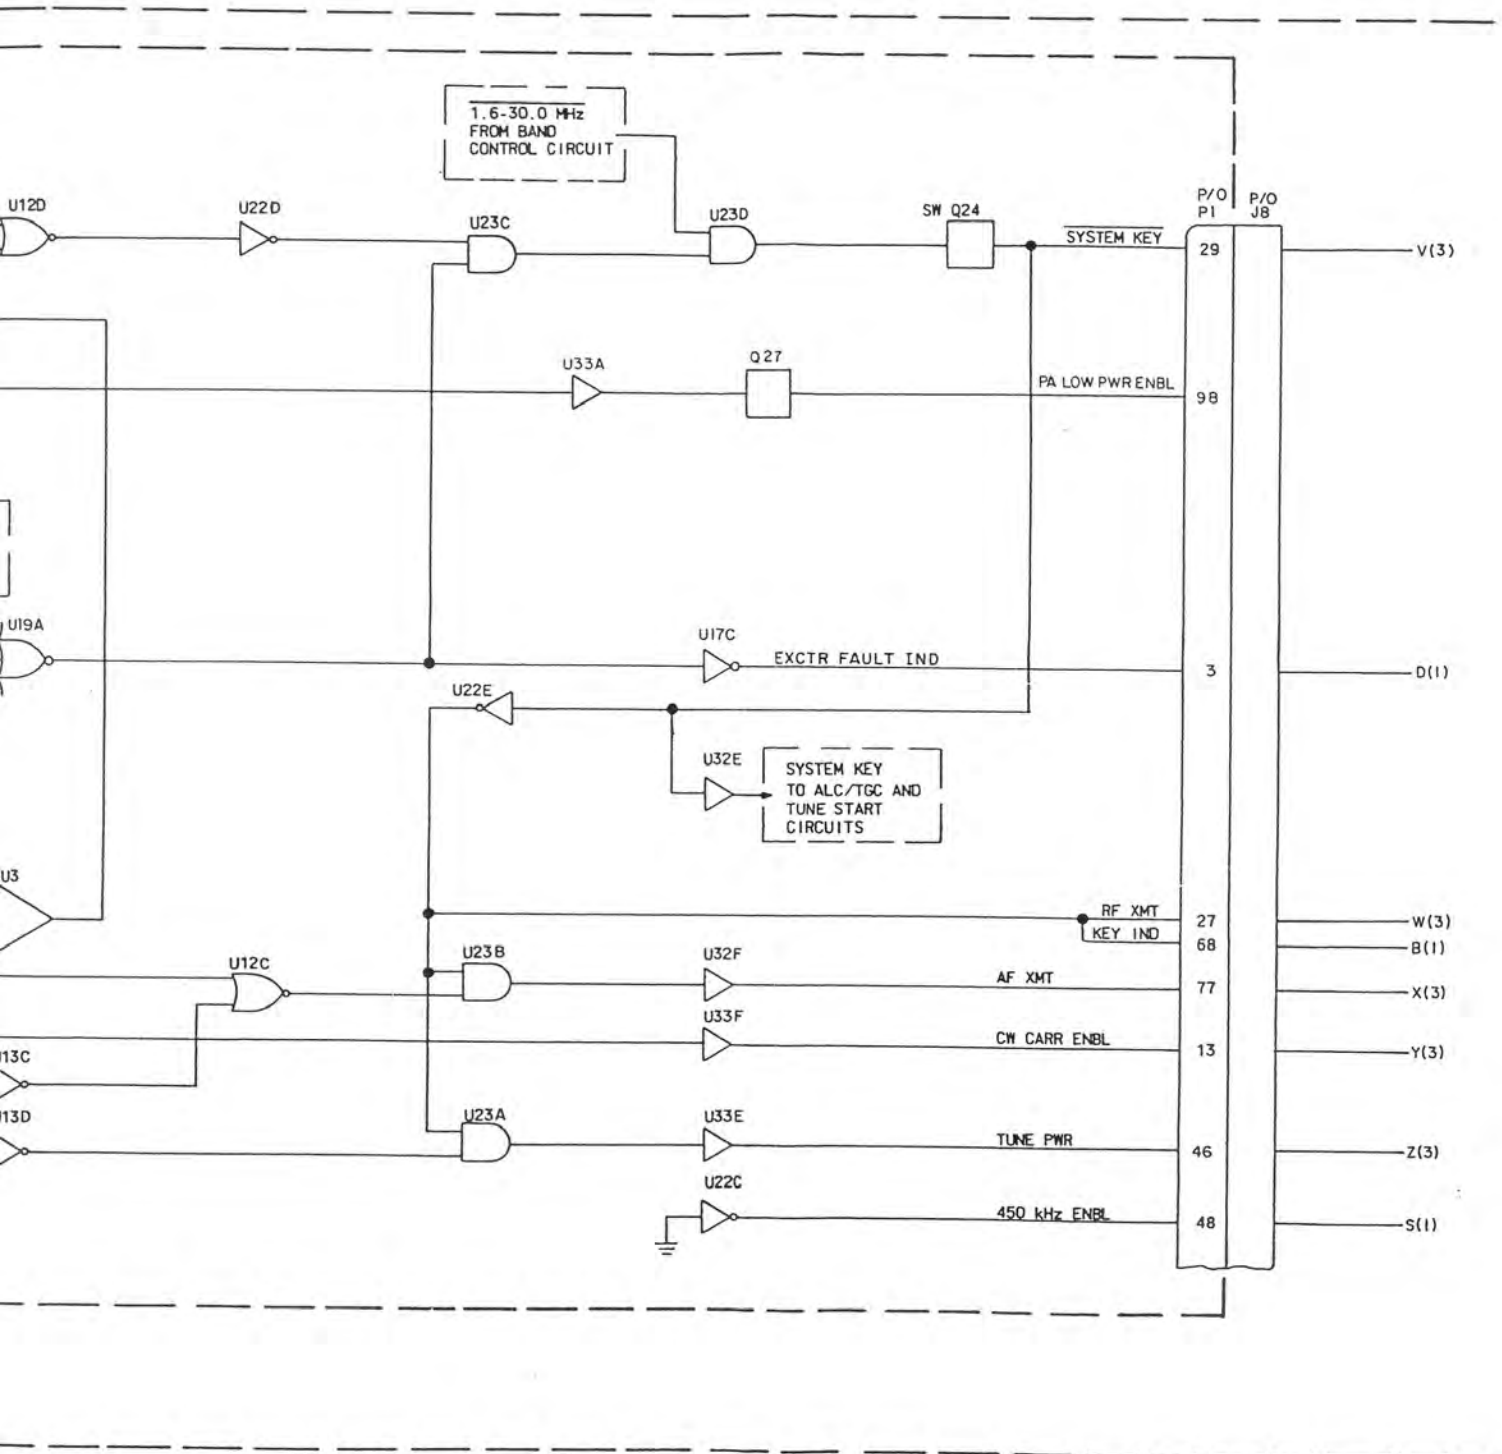 1.6-30.0 MHz
FROM BAND
CONTROL CIRCUIT
P/O
P1
P/O
J8
U12D
U22D
U23C
U23D
SW Q24
SYSTEM KEY
29
V(3)
U33A
Q27
PA LOW PWR ENBL
98
U19A
U17C
EXCTR FAULT IND
3
D(1)
U22E
U32E
SYSTEM KEY
TO ALC/TGC AND
TUNE START
CIRCUITS
U3
RF XMT
27
W(3)
KEY IND
68
B(1)
U12C
U23B
U32F
AF XMT
77
X(3)
U33F
CW CARR ENBL
13
Y(3)
U13C
U13D
U23A
U33E
TUNE PWR
46
Z(3)
U22C
450 kHz ENBL
48
S(1)